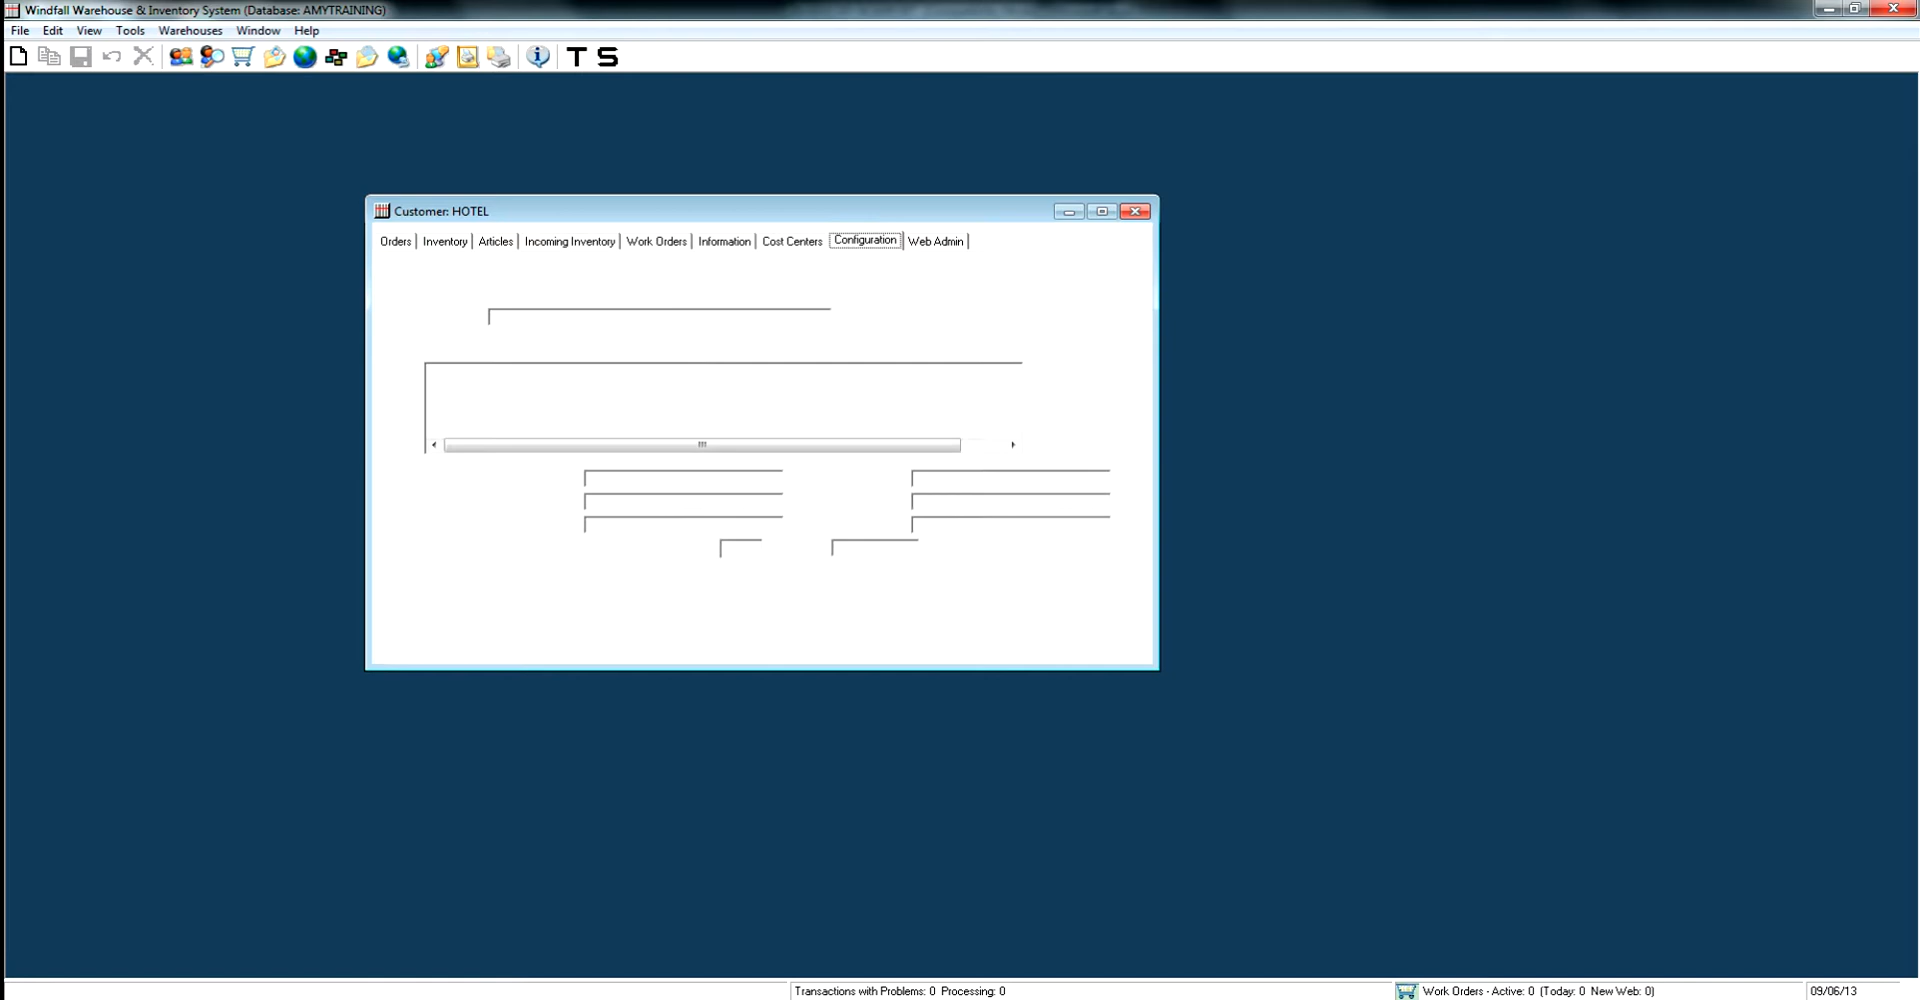 Windfall Warehouse & Inventory System (Database: AMYTRAINING)
File Edit View Tools Warehouses Window Help
T S
Customer: HOTEL
Orders Inventory Articles Incoming Inventory Work Orders Information Cost Centers Configuration Web Admin
Transactions with Problems: 0 Processing: 0 Work Orders - Active: 0 (Today: 0 New Web: 0) 09/06/13